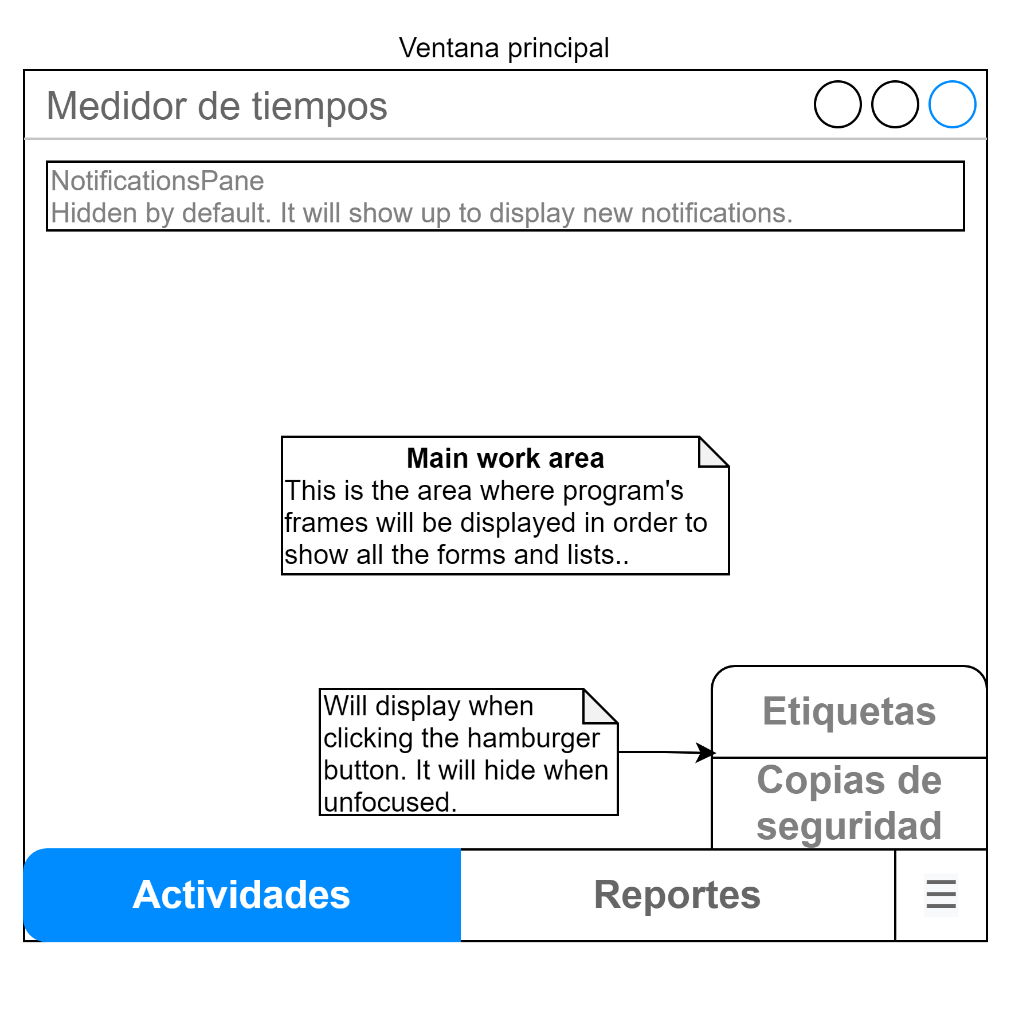 Ventana principal
Medidor de tiempos
NotificationsPane
Hidden by default. It will show up to display new notifications.
Main work area
This is the area where program's
frames will be displayed in order to
show all the forms and lists..
Will display when
clicking the hamburger
button. It will hide when
unfocused.
Etiquetas
Copias de
seguridad
Actividades
Reportes
☰